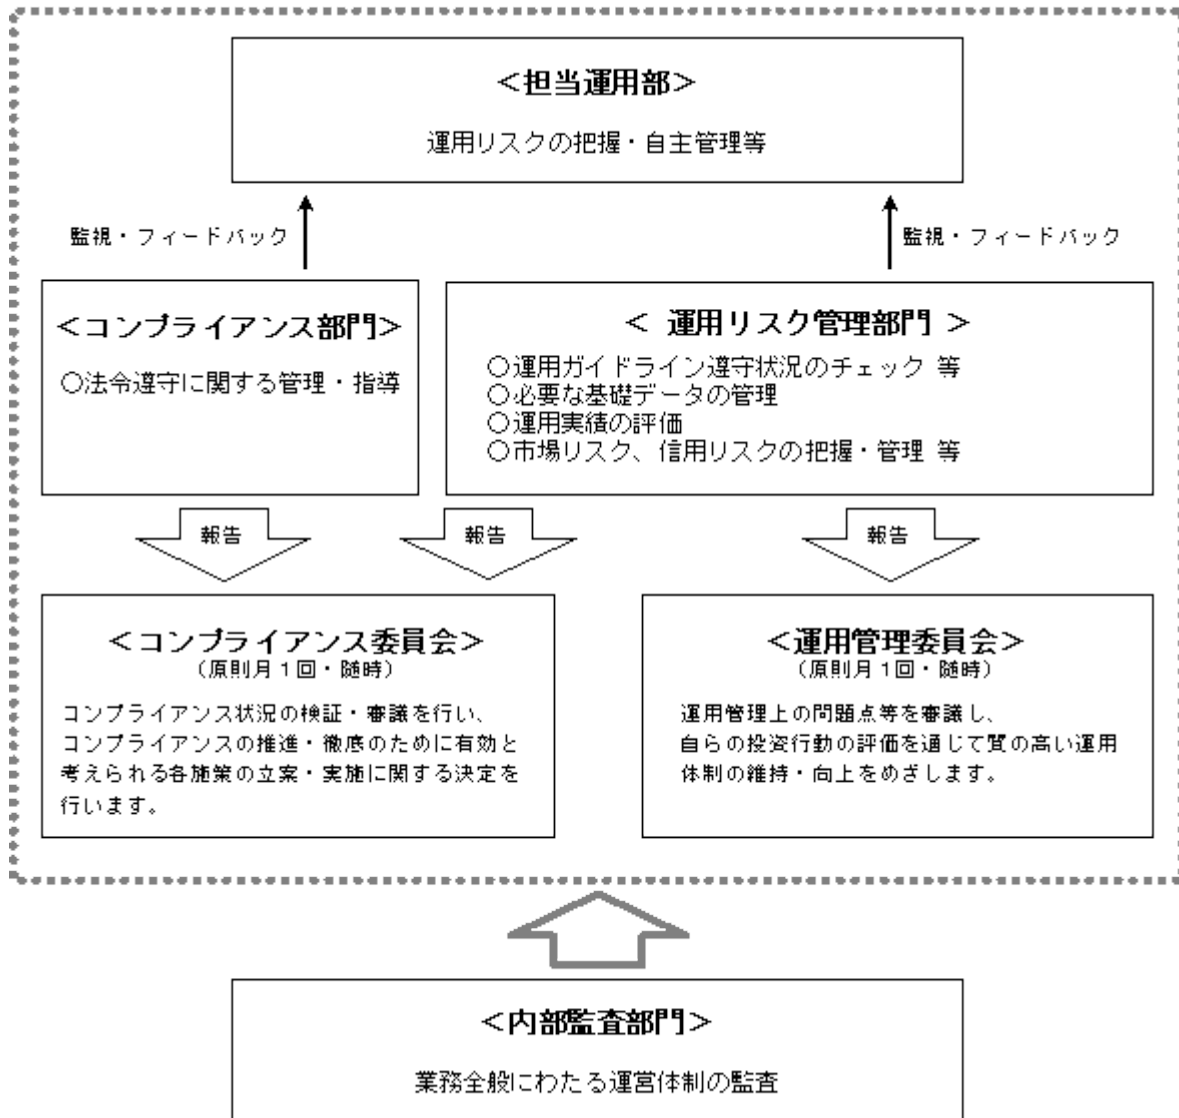 ＜担当運用部＞
運用リスクの把握・自主管理等
監視・フィードバック
監視・フィードバック
＜コンプライアンス部門＞
○法令遵守に関する管理・指導
＜ 運用リスク管理部門 ＞
○運用ガイドライン遵守状況のチェック 等
○必要な基礎データの管理
○運用実績の評価
○市場リスク、信用リスクの把握・管理 等
報告
報告
報告
＜コンプライアンス委員会＞
（原則月１回・随時）
コンプライアンス状況の検証・審議を行い、
コンプライアンスの推進・徹底のために有効と
考えられる各施策の立案・実施に関する決定を
行います。
＜運用管理委員会＞
（原則月１回・随時）
運用管理上の問題点等を審議し、
自らの投資行動の評価を通じて質の高い運用
体制の維持・向上をめざします。
＜内部監査部門＞
業務全般にわたる運営体制の監査